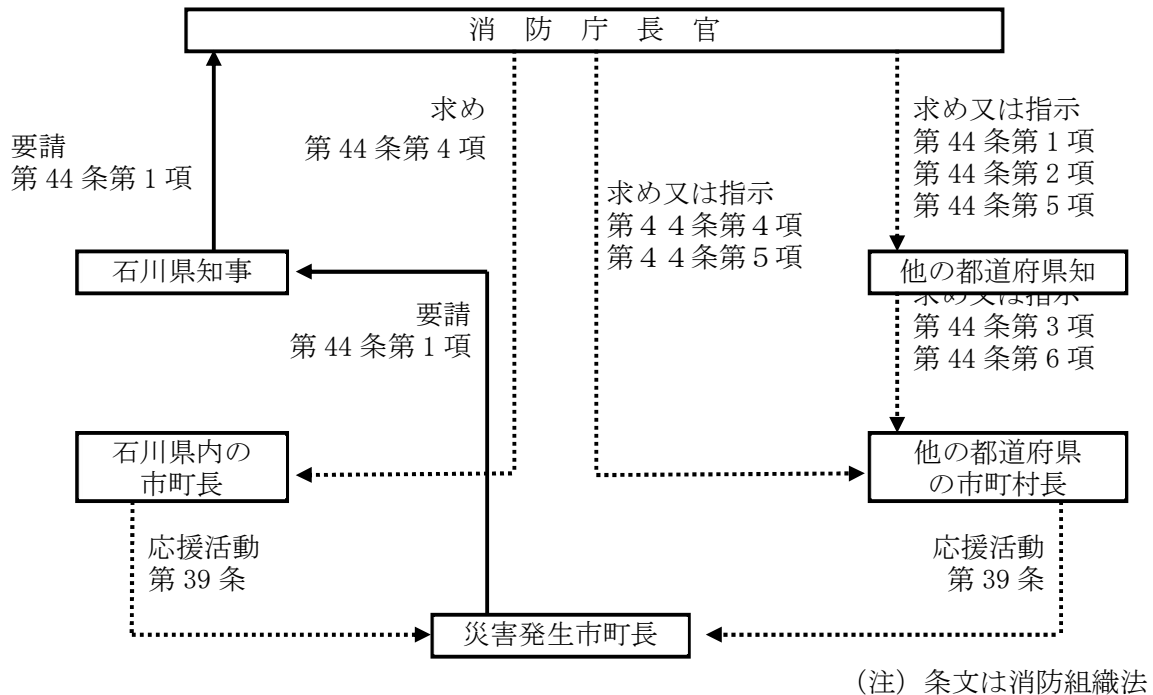 消防庁長官
要請
第44条第1項
求め
第44条第4項
求め又は指示
第４４条第４項
第４４条第５項
求め又は指示
第44条第1項
第44条第2項
第44条第5項
石川県知事
他の都道府県知
要請
第44条第1項
求め又は指示
第44条第3項
第44条第6項
石川県内の
市町長
他の都道府県
の市町村長
応援活動
第39条
応援活動
第39条
災害発生市町長
（注）条文は消防組織法